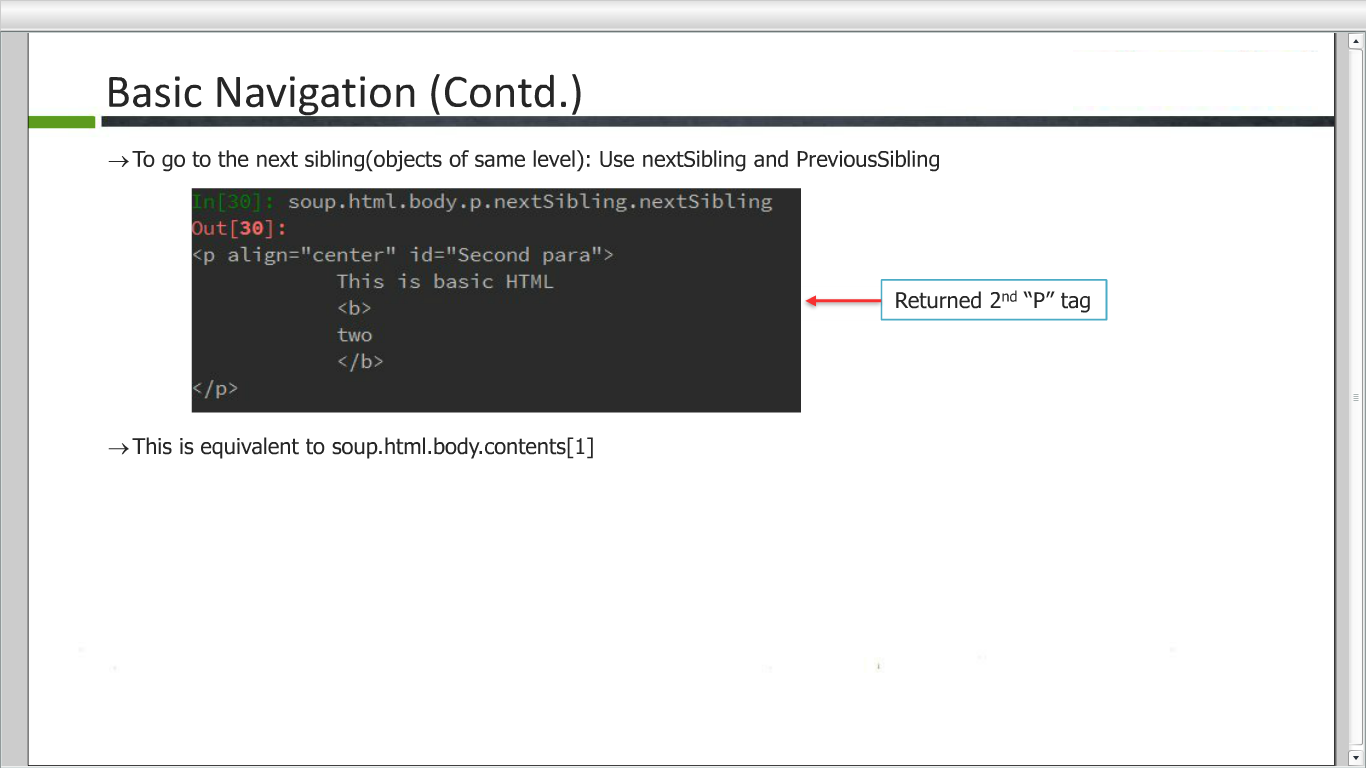 Basic Navigation (Contd.)
→To go to the next sibling(objects of same level): Use nextSibling and PreviousSibling
In[30]: soup.html.body.p.nextSibling.nextSibling
Out[30]:
<p align="center" id="Second para">
This is basic HTML
<b>
two
</b>
</p>
Returned 2nd “P” tag
→This is equivalent to soup.html.body.contents[1]